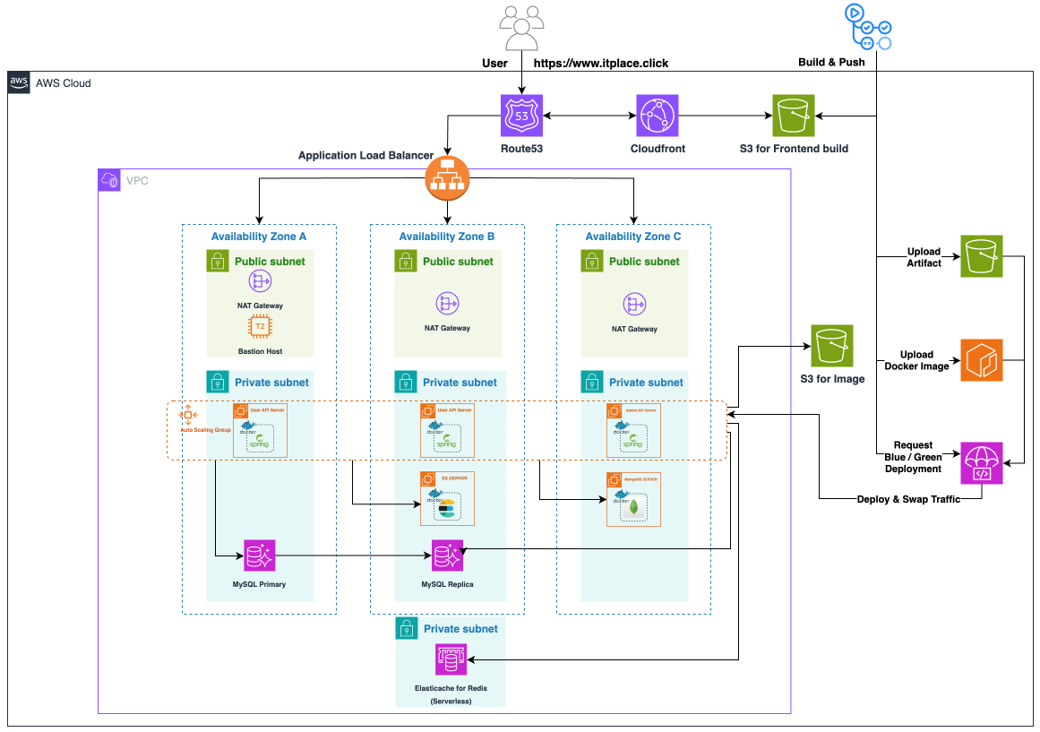 User
https://www.itplace.click
Build & Push
aws
AWS Cloud
53
Route53
Cloudfront
S3 for Frontend build
Application Load Balancer
VPC
Availability Zone A
Availability Zone B
Availability Zone C
Public subnet
Public subnet
Public subnet
NAT Gateway
NAT Gateway
NAT Gateway
T2
Bastion Host
Upload
Artifact
S3 for Image
Upload
Docker Image
Private subnet
Private subnet
Private subnet
Auto Scaling Group
User API Server
docker
spring
User API Server
docker
spring
Admin API Server
docker
spring
Request
Blue / Green
Deployment
Deploy & Swap Traffic
ES SERVER
docker
MongoDB SERVER
docker
MySQL Primary
MySQL Replica
Private subnet
Elasticache for Redis
(Serverless)